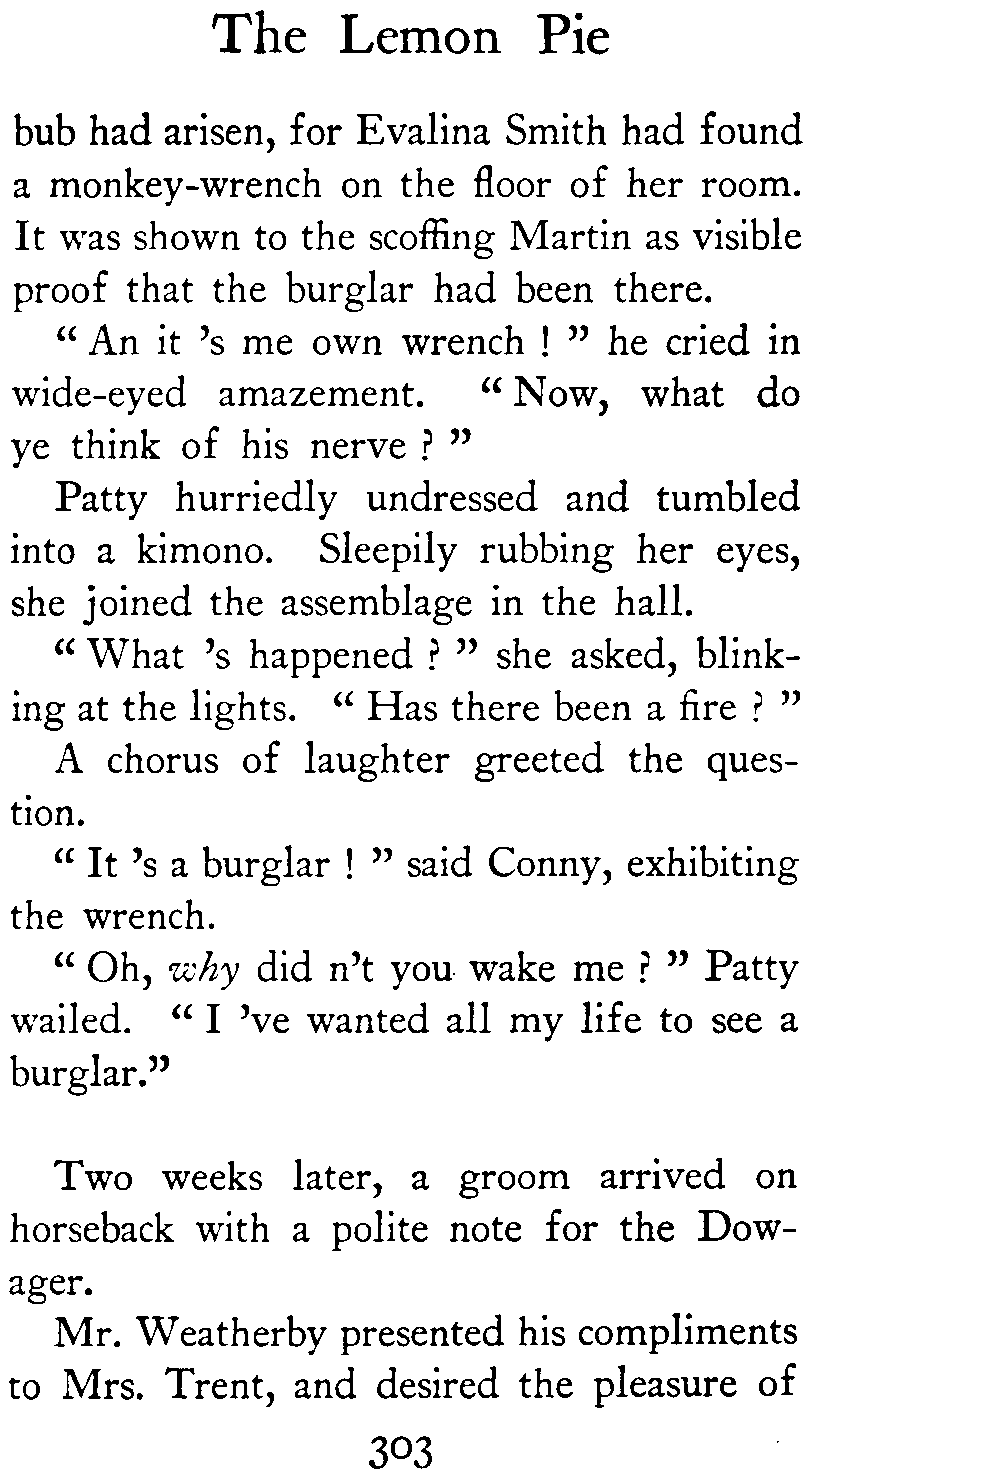 The Lemon Pie
bub had arisen, for Evalina Smith had found
a monkey-wrench on the floor of her room.
It was shown to the scoffing Martin as visible
proof that the burglar had been there.
“ An it 's me own wrench ! ” he cried in
wide-eyed amazement. “ Now, what do
ye think of his nerve ? ”
Patty hurriedly undressed and tumbled
into a kimono. Sleepily rubbing her eyes,
she joined the assemblage in the hall.
“ What 's happened ? ” she asked, blink-
ing at the lights. “ Has there been a fire ? ”
A chorus of laughter greeted the ques-
tion.
“ It 's a burglar ! ” said Conny, exhibiting
the wrench.
“ Oh, why did n't you wake me ? ” Patty
wailed. “ I 've wanted all my life to see a
burglar.”
Two weeks later, a groom arrived on
horseback with a polite note for the Dow-
ager.
Mr. Weatherby presented his compliments
to Mrs. Trent, and desired the pleasure of
303